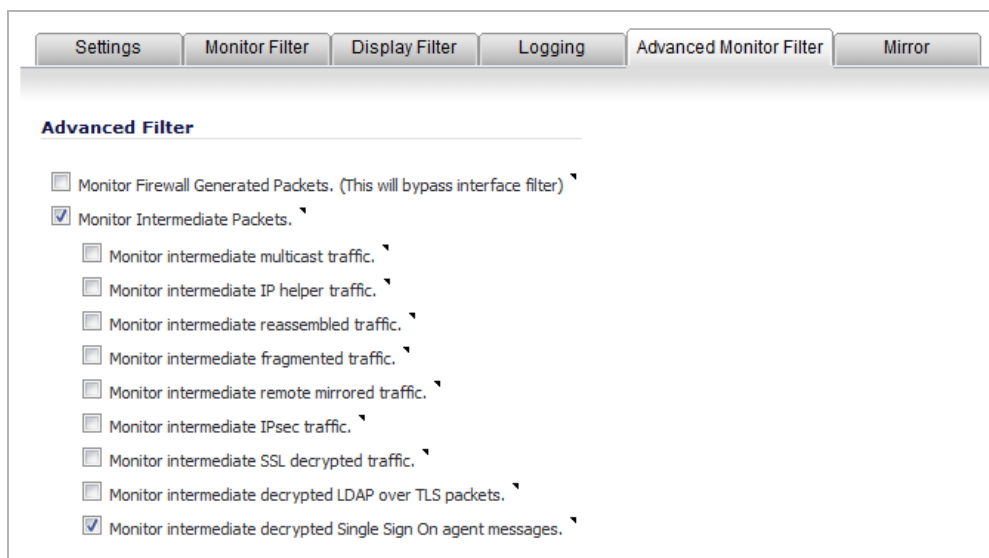 Settings Monitor Filter Display Filter Logging Advanced Monitor Filter Mirror
Advanced Filter
Monitor Firewall Generated Packets. (This will bypass interface filter)
Monitor Intermediate Packets.
Monitor intermediate multicast traffic.
Monitor intermediate IP helper traffic.
Monitor intermediate reassembled traffic.
Monitor intermediate fragmented traffic.
Monitor intermediate remote mirrored traffic.
Monitor intermediate IPsec traffic.
Monitor intermediate SSL decrypted traffic.
Monitor intermediate decrypted LDAP over TLS packets.
Monitor intermediate decrypted Single Sign On agent messages.